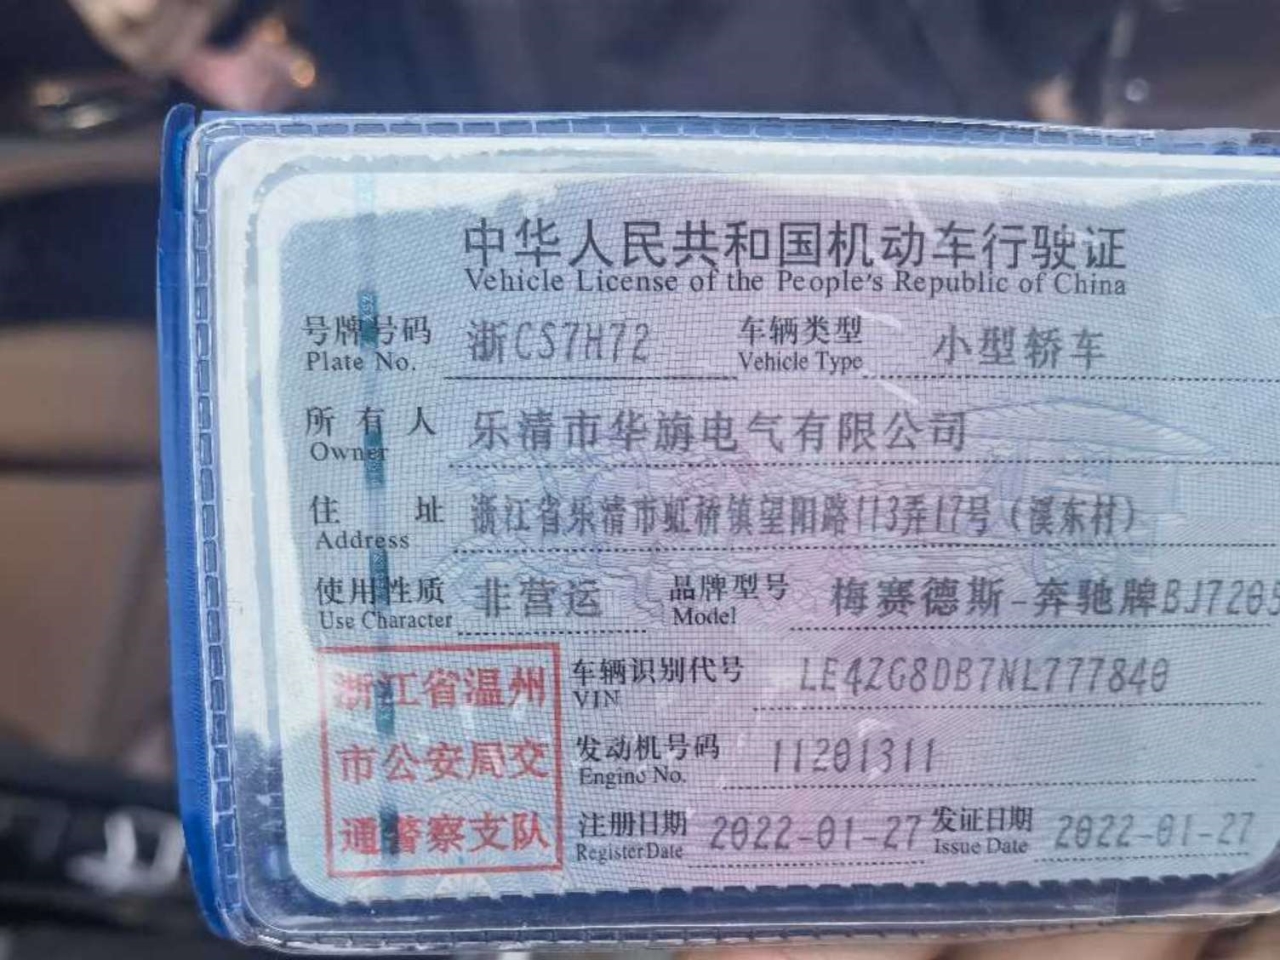 中华人民共和国机动车行驶证
Vehicle License of the People's Republic of China
号牌号码 浙CS7H72 车辆类型 小型轿车
Plate No. Vehicle Type
所有人 乐清市华旃电气有限公司
Owner
住址 浙江省乐清市虹桥镇望阳路113弄17号（溪东村）
Address
使用性质 非营运 品牌型号 梅赛德斯-奔驰牌BJ7205
Use Character Model
浙江省温州
市公安局交
通警察支队
车辆识别代号 LE4ZG8DB7NL777840
VIN
发动机号码 11201311
Engine No.
注册日期 2022-01-27 发证日期 2022-01-27
Register Date Issue Date